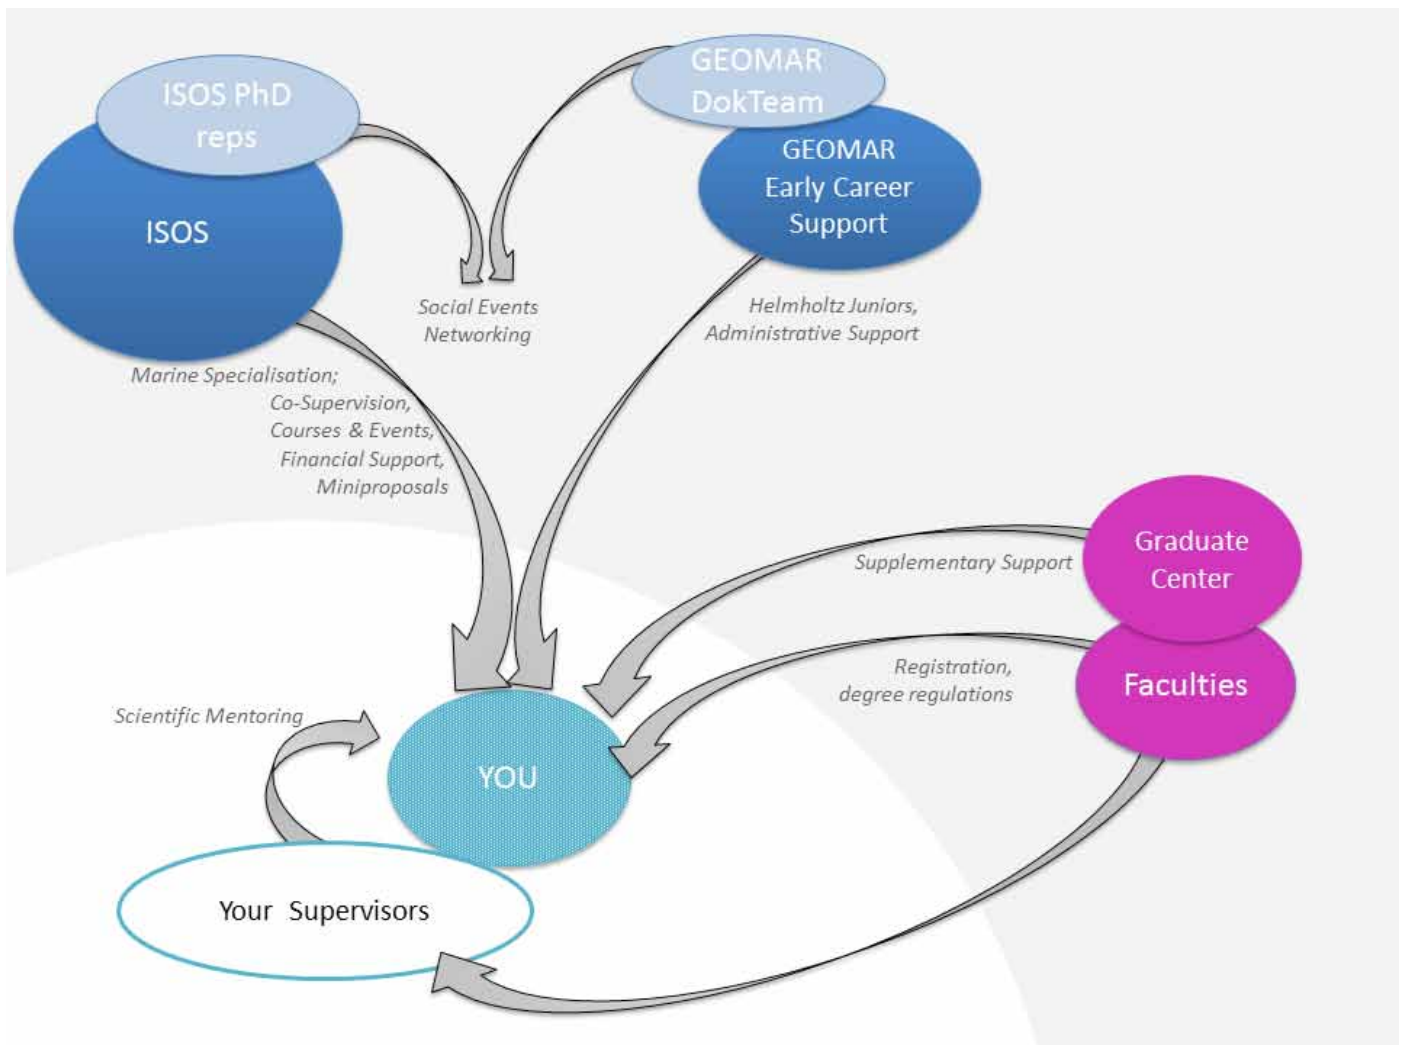 ISOS PhD
reps
ISOS
GEOMAR
DokTeam
GEOMAR
Early Career
Support
Social Events
Networking
Helmholtz Juniors,
Administrative Support
Marine Specialisation;
Co-Supervision,
Courses & Events,
Financial Support,
Miniproposals
Graduate
Center
Supplementary Support
Faculties
Registration,
degree regulations
Scientific Mentoring
YOU
Your Supervisors